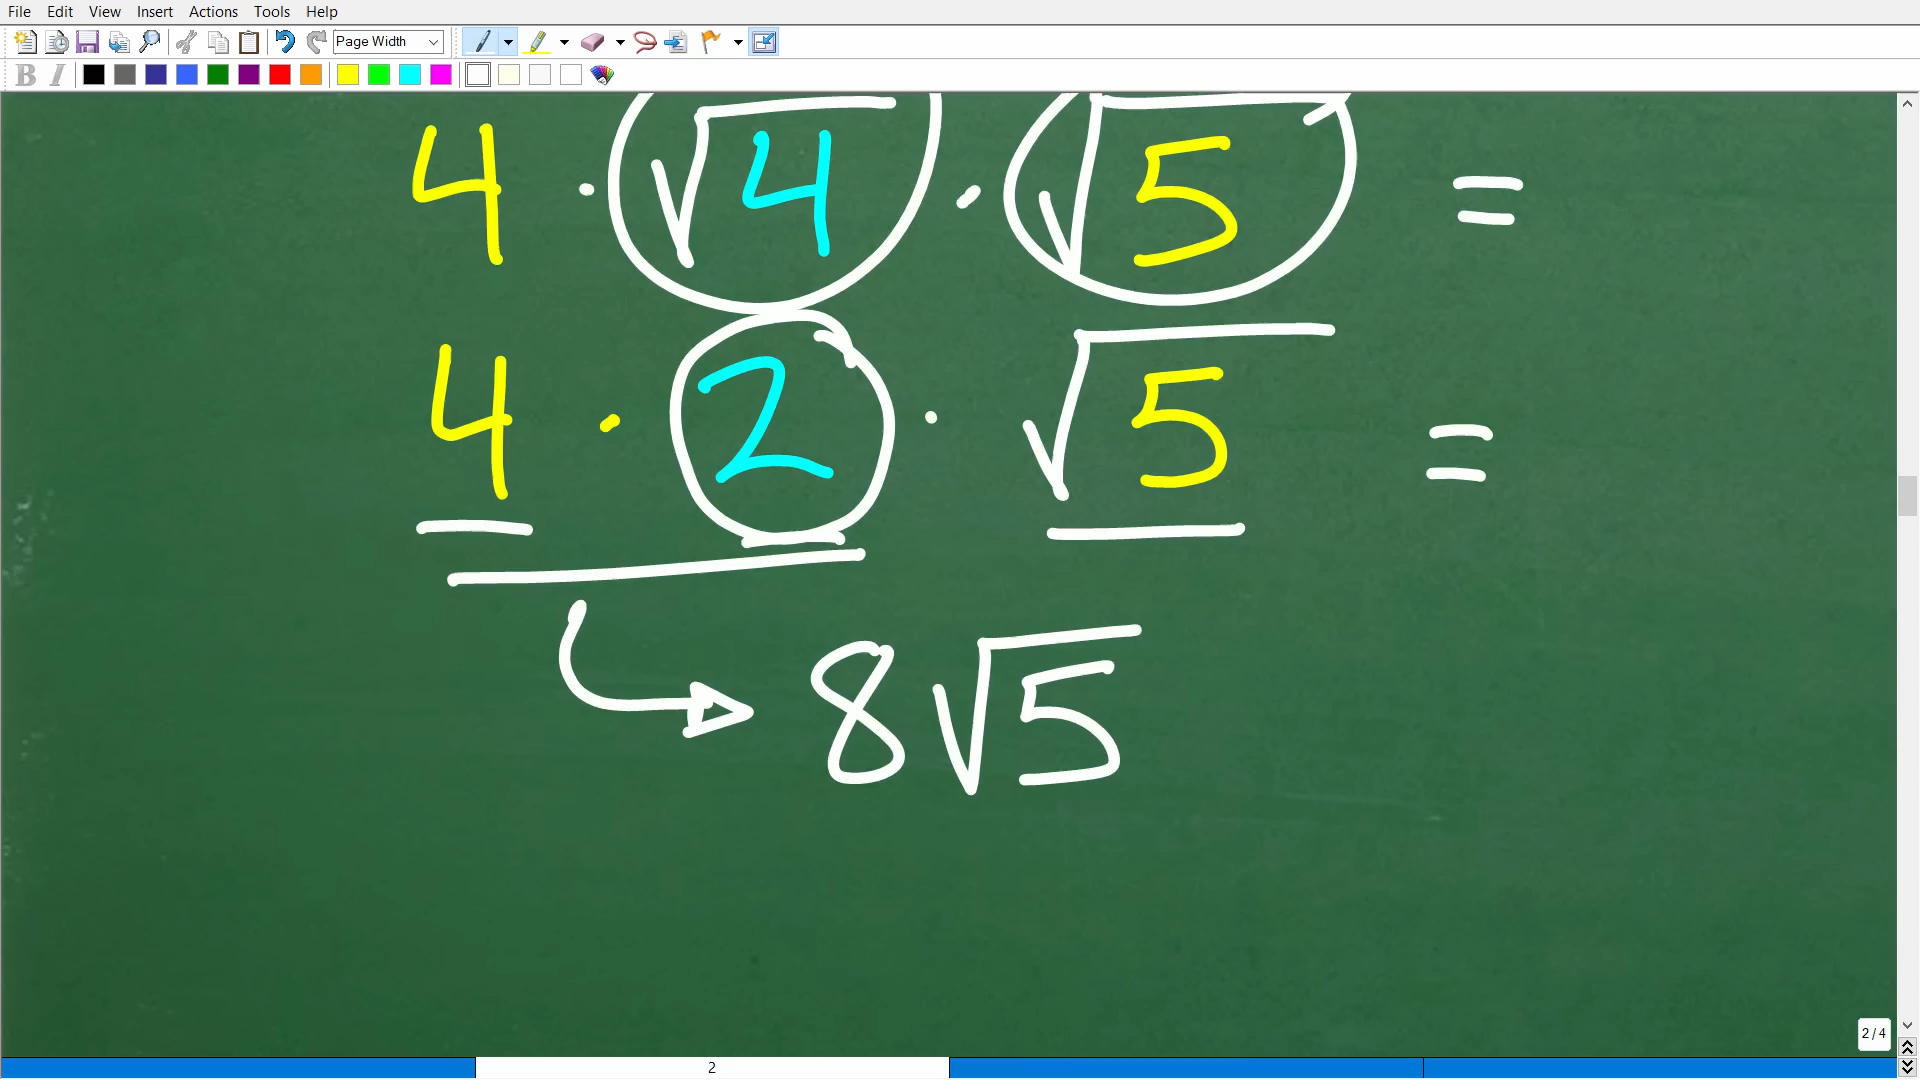 File Edit View Insert Actions Tools Help
Page Width
B I
4 · √4 · √5 =
4 · 2 · √5 =
8√5
2 / 4
2